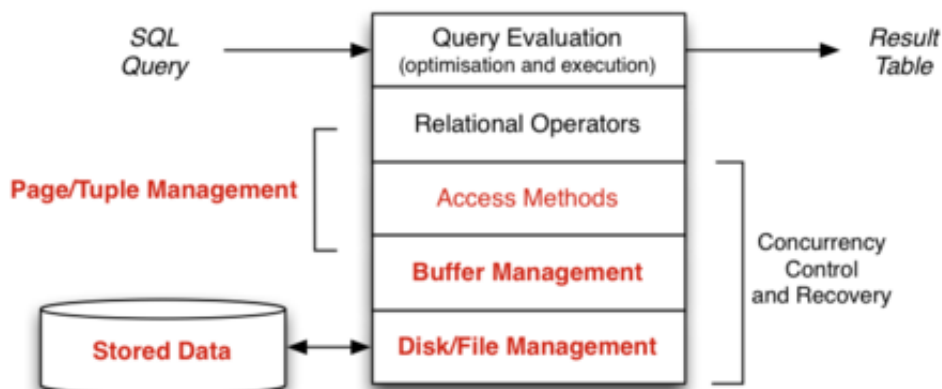 SQL
Query
Query Evaluation
(optimisation and execution)
Result
Table
Relational Operators
Page/Tuple Management
Access Methods
Buffer Management
Concurrency
Control
and Recovery
Stored Data
Disk/File Management